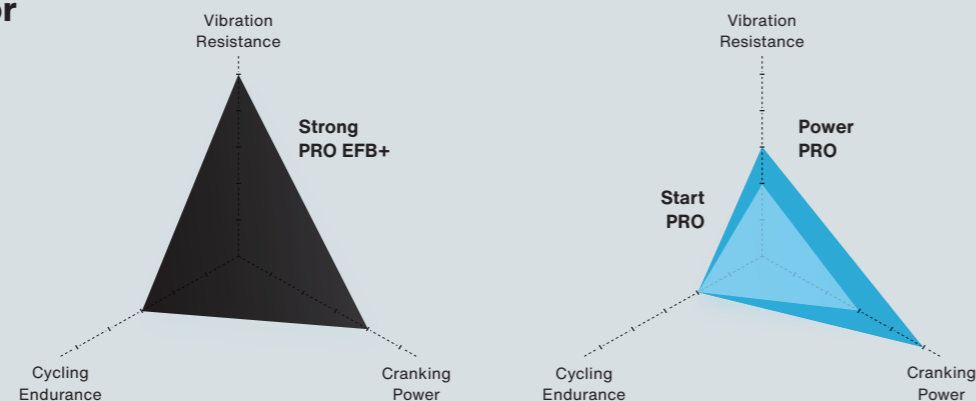 or
Vibration
Resistance
Strong
PRO EFB+
Cycling
Endurance
Cranking
Power
Vibration
Resistance
Power
PRO
Start
PRO
Cycling
Endurance
Cranking
Power